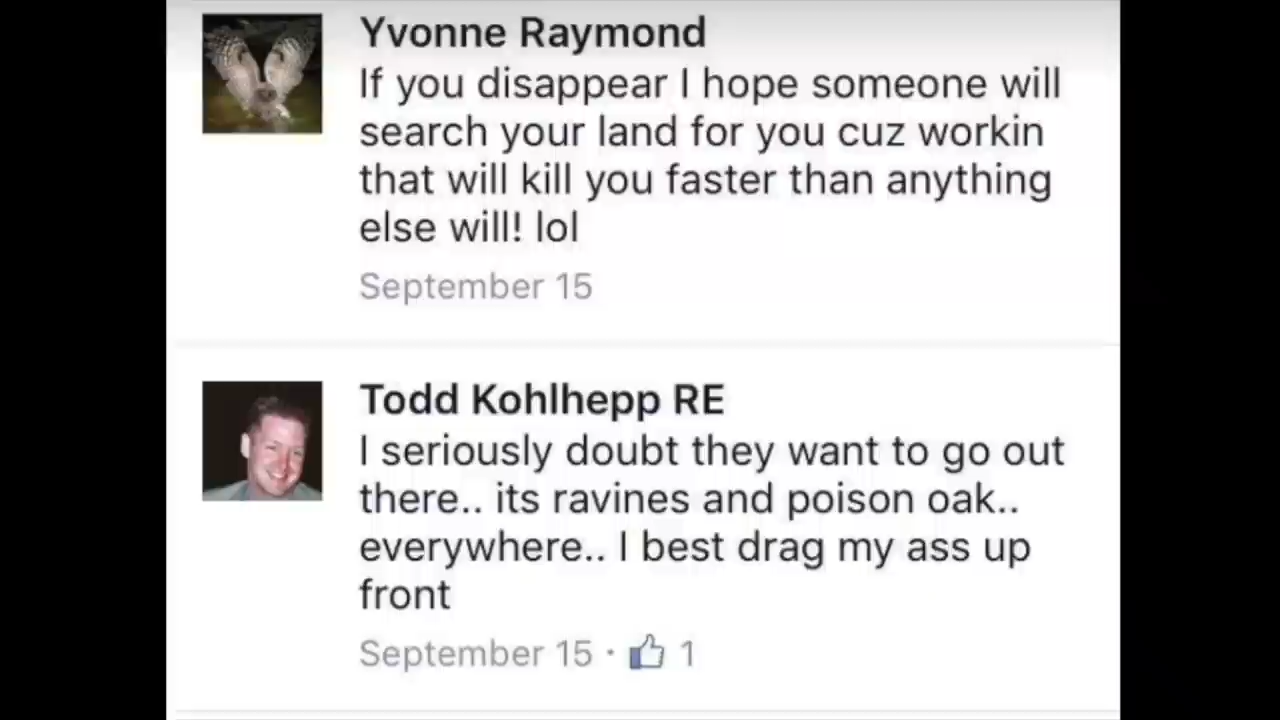 Yvonne Raymond
If you disappear I hope someone will
search your land for you cuz workin
that will kill you faster than anything
else will! lol
September 15
Todd Kohlhepp RE
I seriously doubt they want to go out
there.. its ravines and poison oak..
everywhere.. I best drag my ass up
front
September 15 · 1